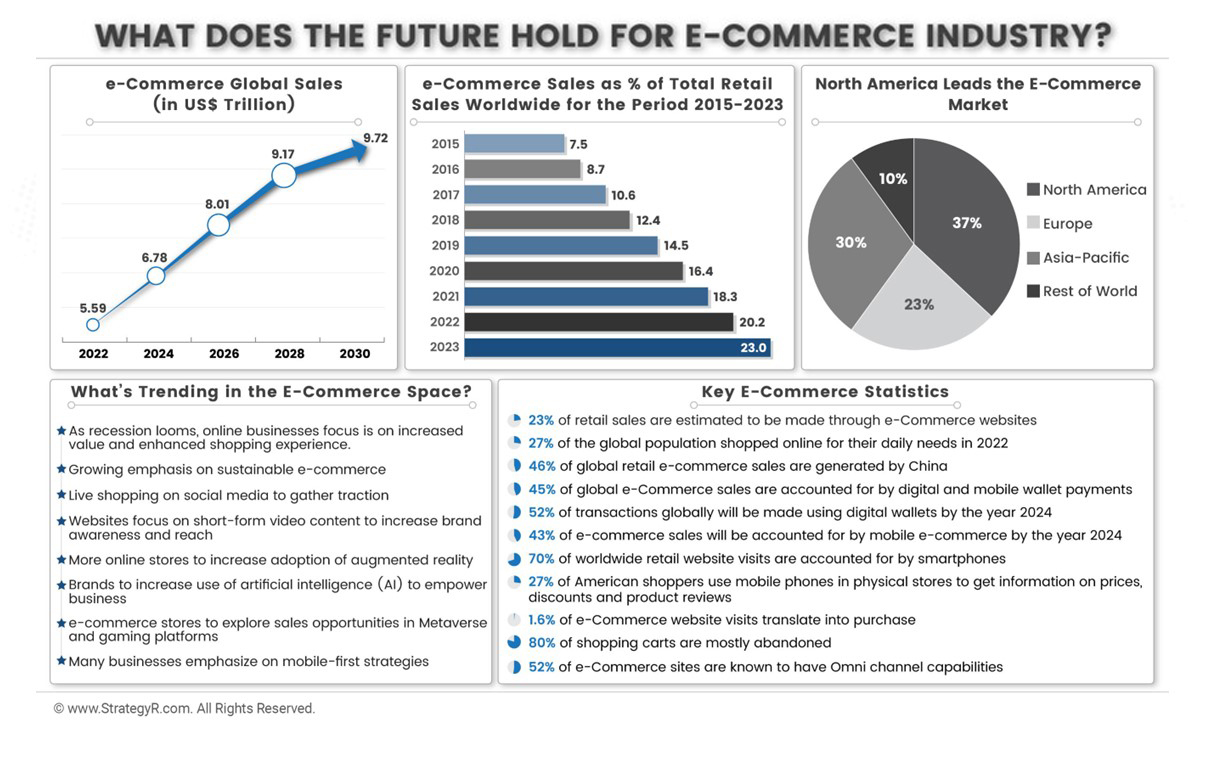 WHAT DOES THE FUTURE HOLD FOR E-COMMERCE INDUSTRY?
e-Commerce Global Sales
(in US$ Trillion)
9.72
9.17
8.01
6.78
5.59
2022
2024
2026
2028
2030
e-Commerce Sales as % of Total Retail
Sales Worldwide for the Period 2015-2023
2015 7.5
2016 8.7
2017 10.6
2018 12.4
2019 14.5
2020 16.4
2021 18.3
2022 20.2
2023 23.0
North America Leads the E-Commerce
Market
10%
37%
30%
23%
North America
Europe
Asia-Pacific
Rest of World
What's Trending in the E-Commerce Space?
As recession looms, online businesses focus is on increased
value and enhanced shopping experience.
Growing emphasis on sustainable e-commerce
Live shopping on social media to gather traction
Websites focus on short-form video content to increase brand
awareness and reach
More online stores to increase adoption of augmented reality
Brands to increase use of artificial intelligence (AI) to empower
business
e-commerce stores to explore sales opportunities in Metaverse
and gaming platforms
Many businesses emphasize on mobile-first strategies
Key E-Commerce Statistics
23% of retail sales are estimated to be made through e-Commerce websites
27% of the global population shopped online for their daily needs in 2022
46% of global retail e-commerce sales are generated by China
45% of global e-Commerce sales are accounted for by digital and mobile wallet payments
52% of transactions globally will be made using digital wallets by the year 2024
43% of e-commerce sales will be accounted for by mobile e-commerce by the year 2024
70% of worldwide retail website visits are accounted for by smartphones
27% of American shoppers use mobile phones in physical stores to get information on prices,
discounts and product reviews
1.6% of e-Commerce website visits translate into purchase
80% of shopping carts are mostly abandoned
52% of e-Commerce sites are known to have Omni channel capabilities
© www.StrategyR.com. All Rights Reserved.